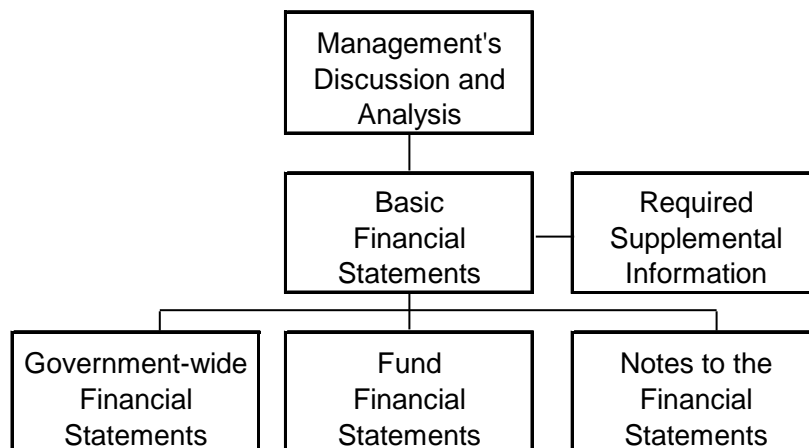 Management's
Discussion and
Analysis
Basic
Financial
Statements
Required
Supplemental
Information
Government-wide
Financial
Statements
Fund
Financial
Statements
Notes to the
Financial
Statements